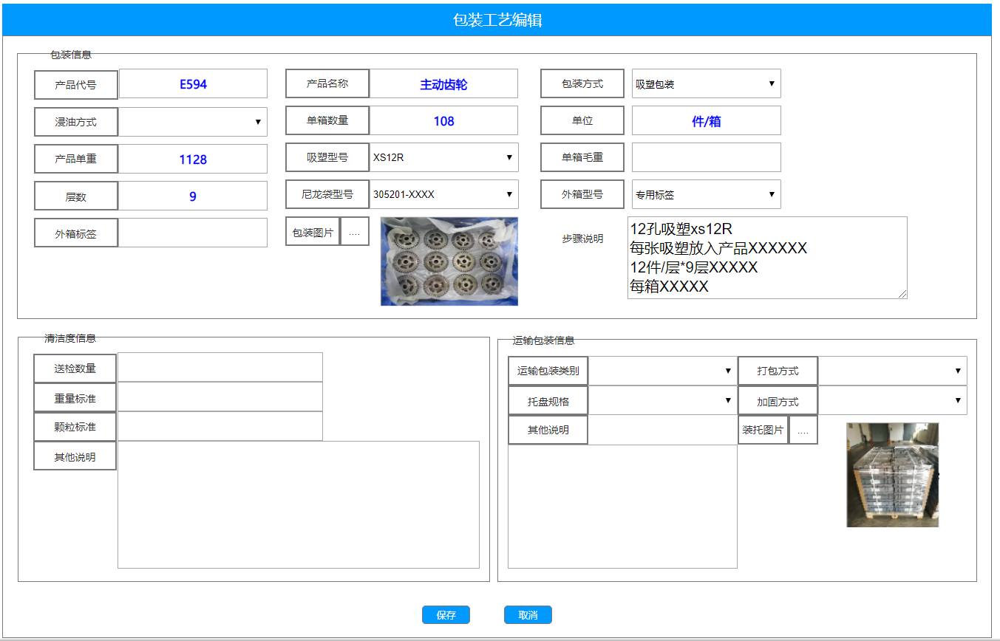 包装工艺编辑
包装信息
产品代号 E594 产品名称 主动齿轮 包装方式 吸塑包装
浸油方式 单箱数量 108 单位 件/箱
产品单重 1128 吸塑型号 XS12R 单箱毛重
层数 9 尼龙袋型号 305201-XXXX 外箱型号 专用标签
外箱标签 包装图片 .... 步骤说明
12孔吸塑xs12R
每张吸塑放入产品XXXXXX
12件/层*9层XXXXX
每箱XXXXX
清洁度信息
送检数量
重量标准
颗粒标准
其他说明
运输包装信息
运输包装类别 打包方式
托盘规格 加固方式
其他说明 装托图片 ....
保存 取消